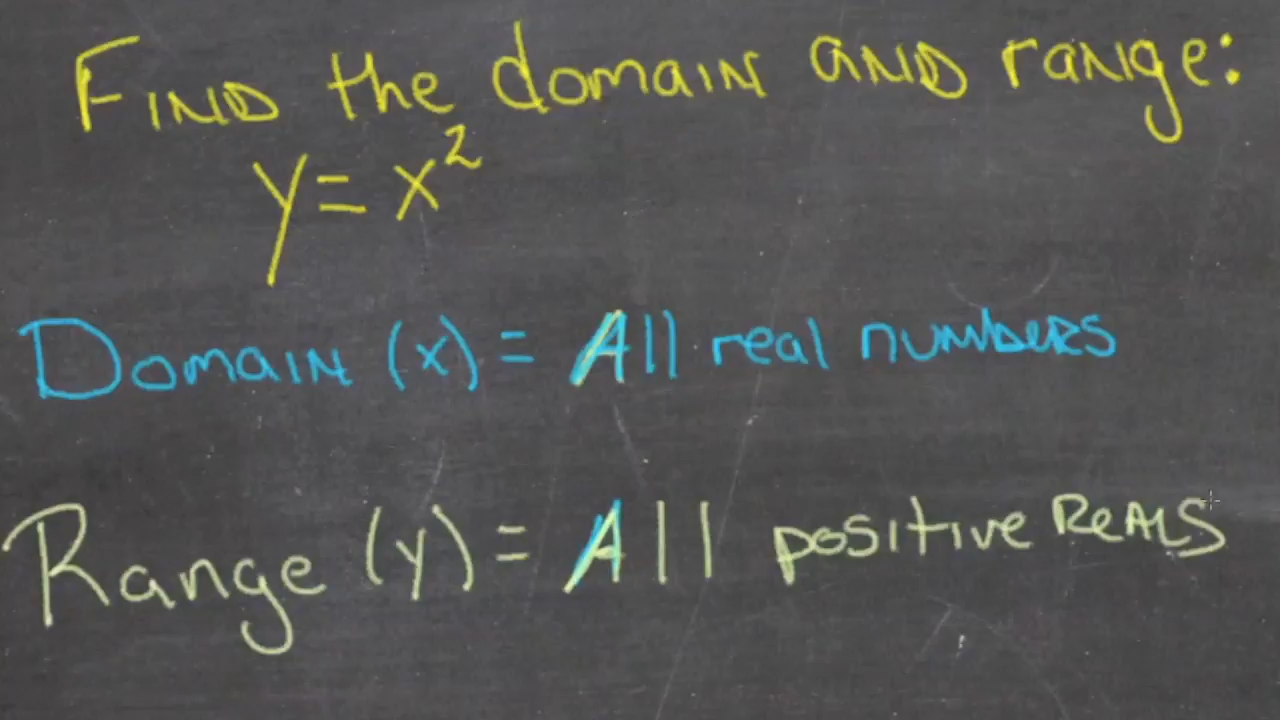 FIND the domain AND range:
y = x²
Domain (x) = All real numbers
Range (y) = All positive Reals